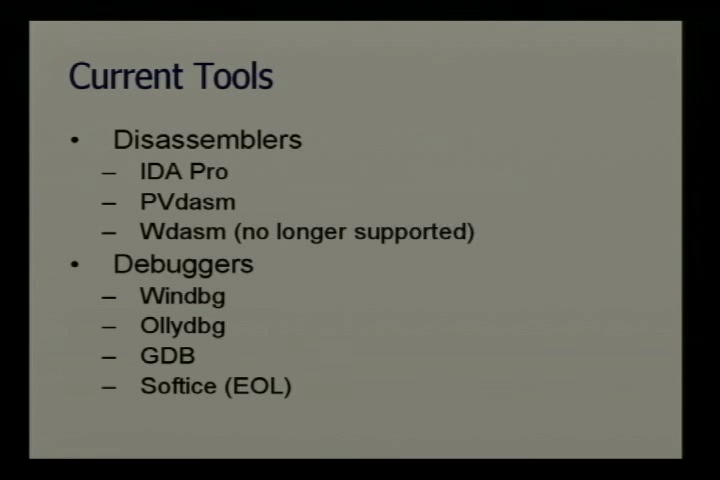 Current Tools
• Disassemblers
– IDA Pro
– PVdasm
– Wdasm (no longer supported)
• Debuggers
– Windbg
– Ollydbg
– GDB
– Softice (EOL)